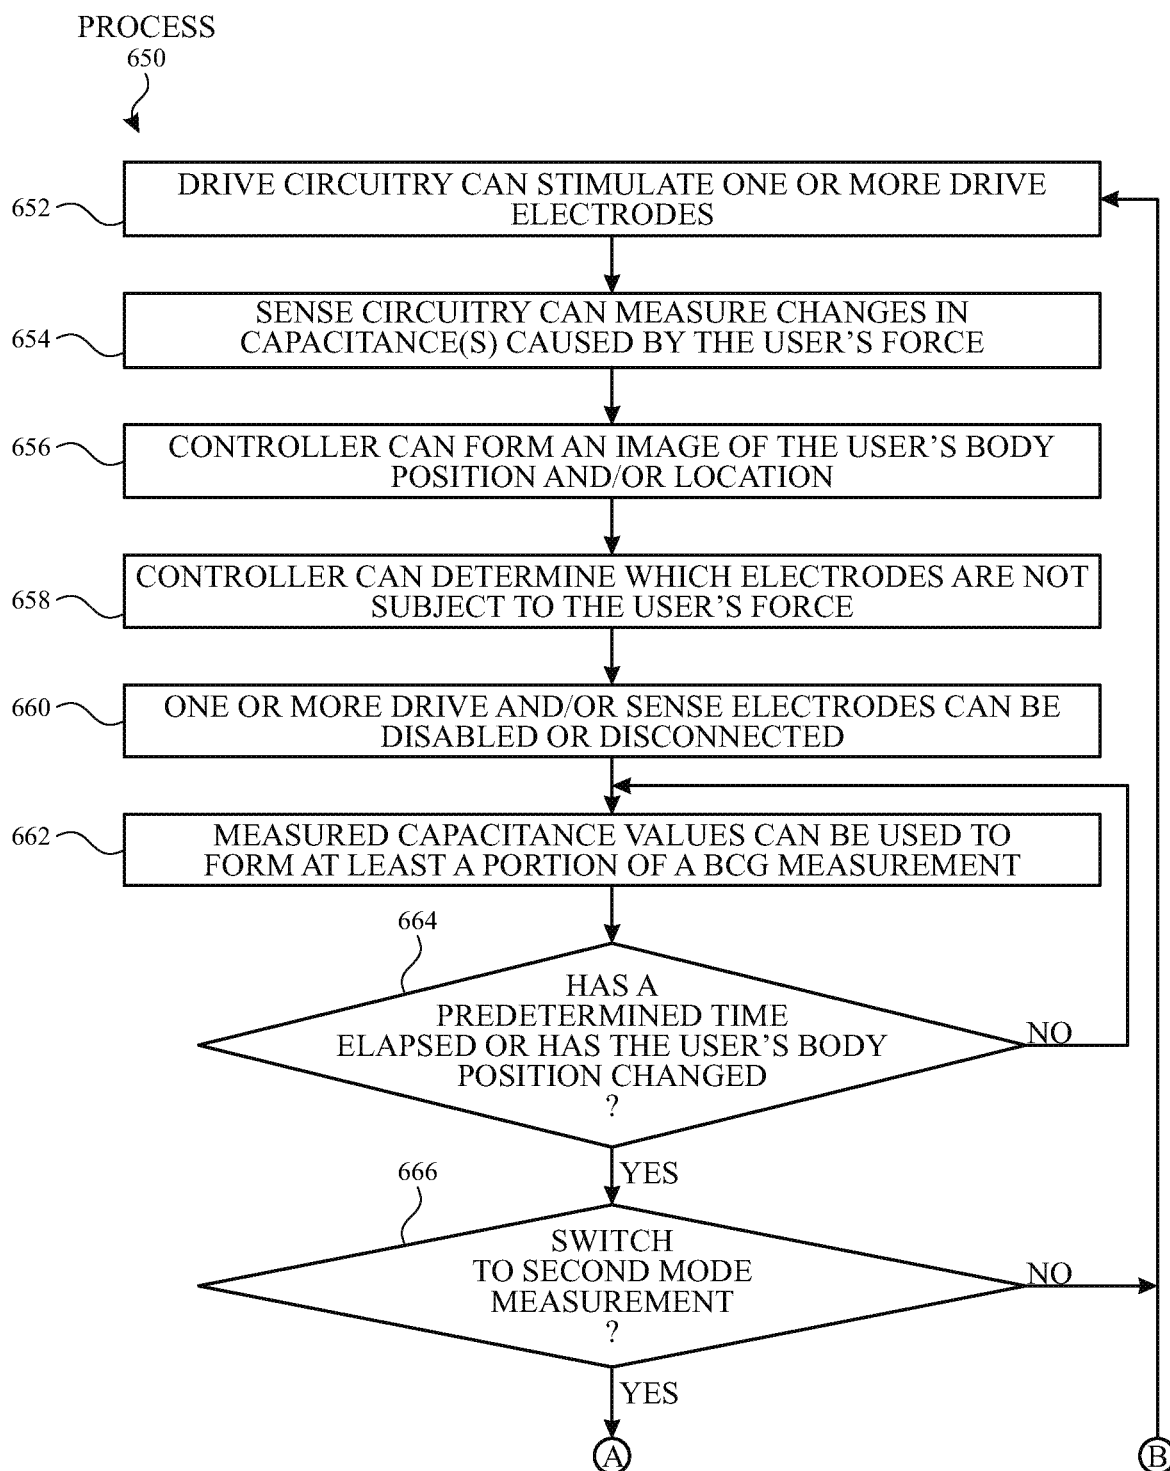 PROCESS
650
652
DRIVE CIRCUITRY CAN STIMULATE ONE OR MORE DRIVE
ELECTRODES
654
SENSE CIRCUITRY CAN MEASURE CHANGES IN
CAPACITANCE(S) CAUSED BY THE USER'S FORCE
656
CONTROLLER CAN FORM AN IMAGE OF THE USER'S BODY
POSITION AND/OR LOCATION
658
CONTROLLER CAN DETERMINE WHICH ELECTRODES ARE NOT
SUBJECT TO THE USER'S FORCE
660
ONE OR MORE DRIVE AND/OR SENSE ELECTRODES CAN BE
DISABLED OR DISCONNECTED
662
MEASURED CAPACITANCE VALUES CAN BE USED TO
FORM AT LEAST A PORTION OF A BCG MEASUREMENT
664
HAS A
PREDETERMINED TIME
ELAPSED OR HAS THE USER'S BODY
POSITION CHANGED
?
NO
YES
666
SWITCH
TO SECOND MODE
MEASUREMENT
?
NO
YES
A
B